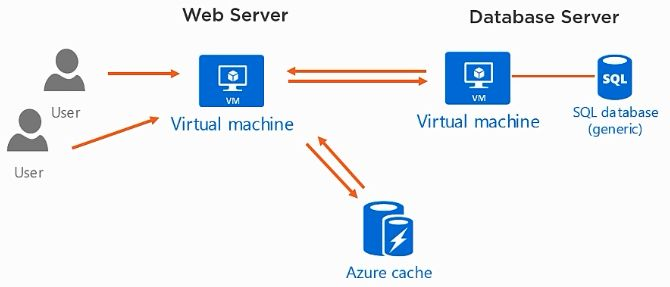 Web Server
Database Server
User
User
VM
Virtual machine
VM
Virtual machine
SQL
SQL database
(generic)
Azure cache